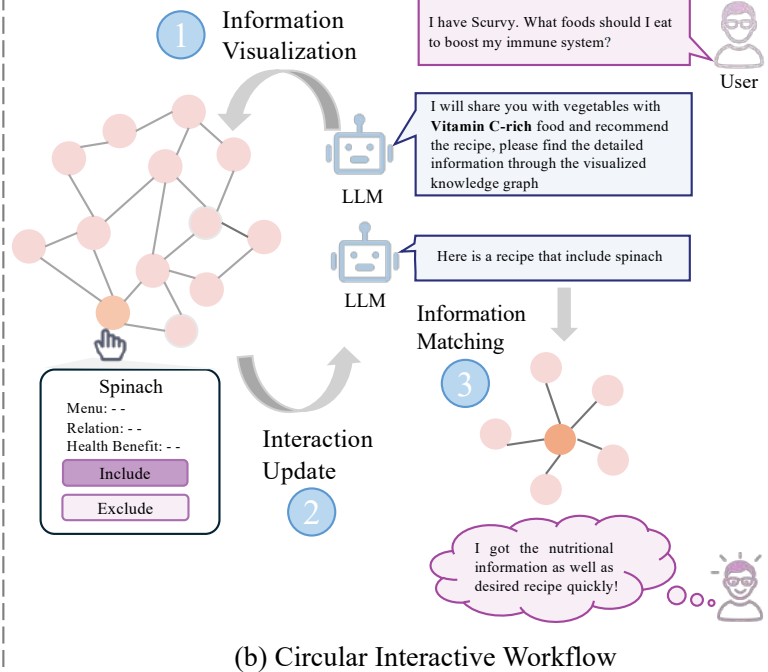 1
Information
Visualization
I have Scurvy. What foods should I eat
to boost my immune system?
User
I will share you with vegetables with
Vitamin C-rich food and recommend
the recipe, please find the detailed
information through the visualized
knowledge graph
LLM
Here is a recipe that include spinach
LLM
Information
Matching
3
Spinach
Menu: - -
Relation: - -
Health Benefit: - -
Include
Exclude
Interaction
Update
2
I got the nutritional
information as well as
desired recipe quickly!
(b) Circular Interactive Workflow